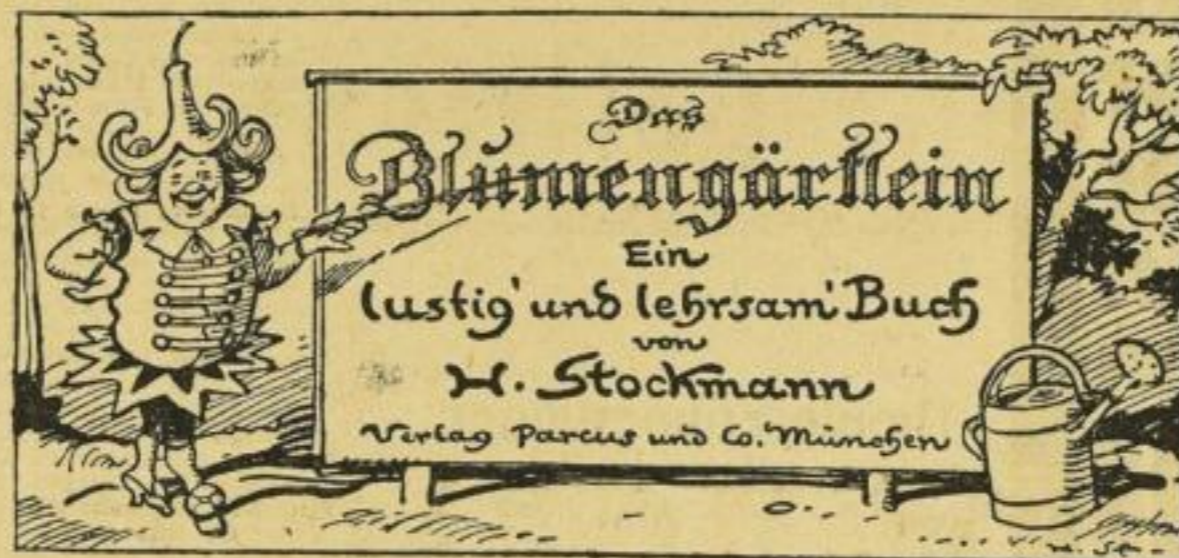 Das
Blumengärtlein
Ein
lustig' und lehrsam' Buch
von
H. Stockmann
Verlag Parcus und Co. München